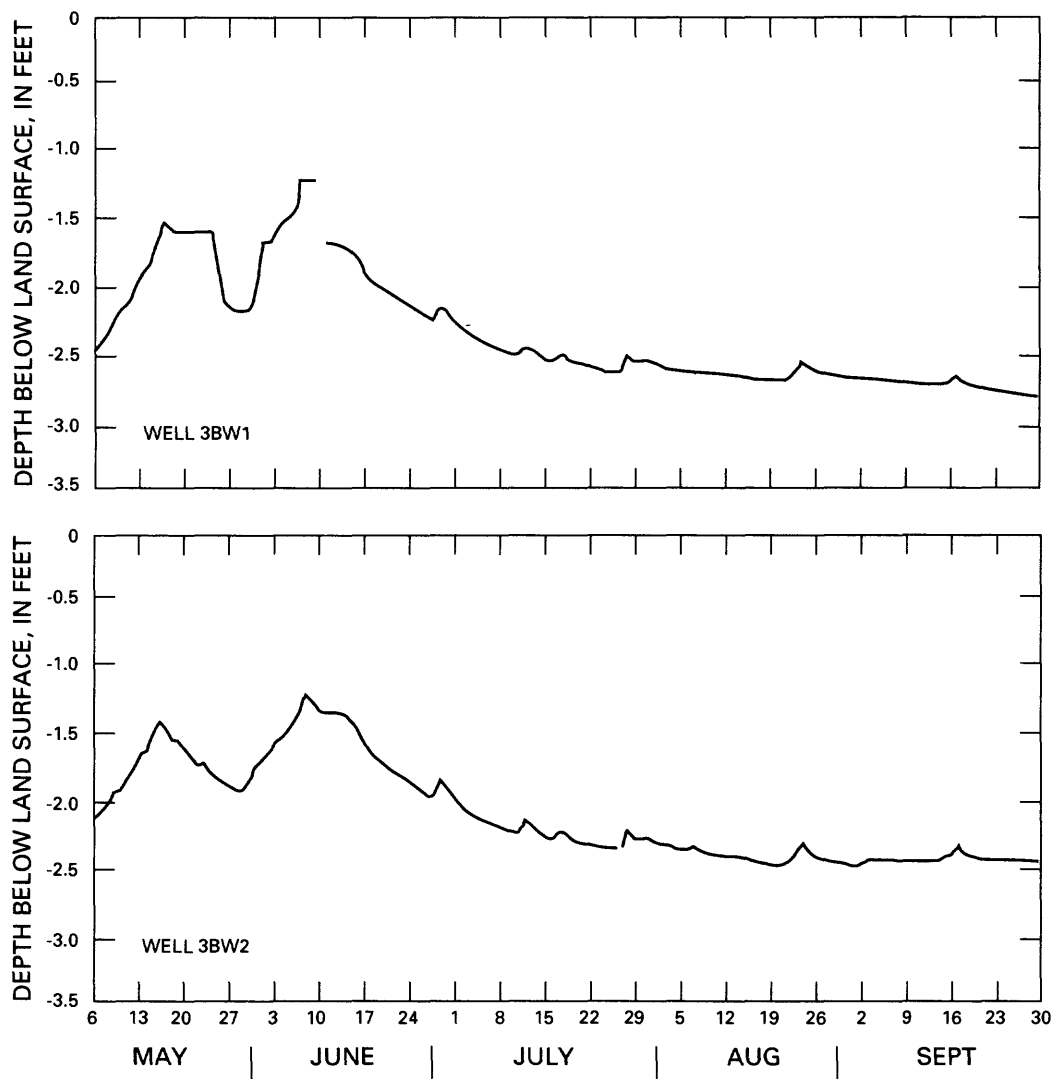 DEPTH BELOW LAND SURFACE, IN FEET
0
-0.5
-1.0
-1.5
-2.0
-2.5
-3.0
-3.5
WELL 3BW1
DEPTH BELOW LAND SURFACE, IN FEET
0
-0.5
-1.0
-1.5
-2.0
-2.5
-3.0
-3.5
WELL 3BW2
6 13 20 27 3 10 17 24 1 8 15 22 29 5 12 19 26 2 9 16 23 30
MAY JUNE JULY AUG SEPT